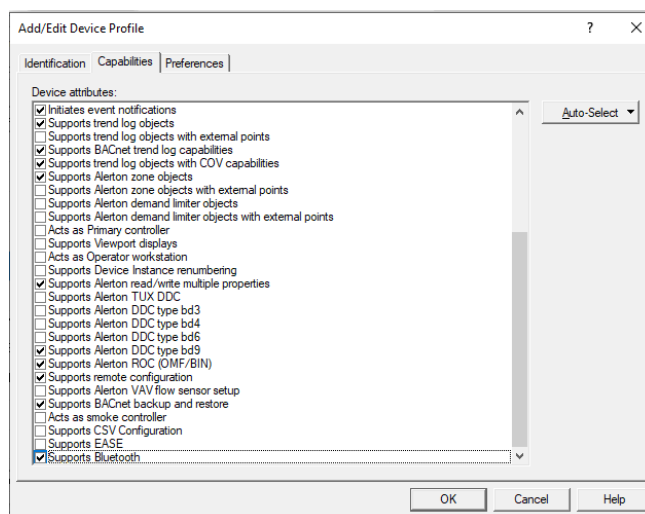 Add/Edit Device Profile
Identification Capabilities Preferences
Device attributes:
Auto-Select
Initiates event notifications
Supports trend log objects
Supports trend log objects with external points
Supports BACnet trend log capabilities
Supports trend log objects with COV capabilities
Supports Alerton zone objects
Supports Alerton zone objects with external points
Supports Alerton demand limiter objects
Supports Alerton demand limiter objects with external points
Acts as Primary controller
Supports Viewport displays
Acts as Operator workstation
Supports Device Instance renumbering
Supports Alerton read/write multiple properties
Supports Alerton TUX DDC
Supports Alerton DDC type bd3
Supports Alerton DDC type bd4
Supports Alerton DDC type bd6
Supports Alerton DDC type bd9
Supports Alerton ROC (OMF/BIN)
Supports remote configuration
Supports Alerton VAV flow sensor setup
Supports BACnet backup and restore
Acts as smoke controller
Supports CSV Configuration
Supports EASE
Supports Bluetooth
OK Cancel Help